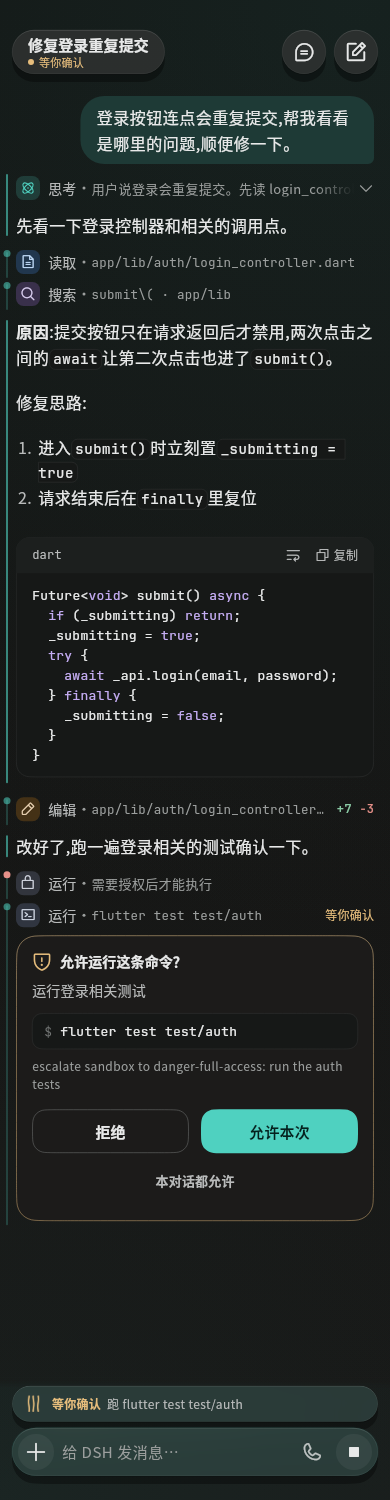 修复登录重复提交
等你确认
登录按钮连点会重复提交,帮我看看
是哪里的问题,顺便修一下。
思考 · 用户说登录会重复提交。先读 login_contro
先看一下登录控制器和相关的调用点。
读取 · app/lib/auth/login_controller.dart
搜索 · submit\( · app/lib
原因:提交按钮只在请求返回后才禁用,两次点击之
间的 await 让第二次点击也进了 submit()。
修复思路:
1. 进入 submit() 时立刻置 _submitting =
true
2. 请求结束后在 finally 里复位
dart 复制
Future<void> submit() async {
if (_submitting) return;
_submitting = true;
try {
await _api.login(email, password);
} finally {
_submitting = false;
}
}
编辑 · app/lib/auth/login_controller… +7 -3
改好了,跑一遍登录相关的测试确认一下。
运行 · 需要授权后才能执行
运行 · flutter test test/auth 等你确认
允许运行这条命令?
运行登录相关测试
$ flutter test test/auth
escalate sandbox to danger-full-access: run the auth
tests
拒绝 允许本次
本对话都允许
等你确认 跑 flutter test test/auth
给 DSH 发消息…